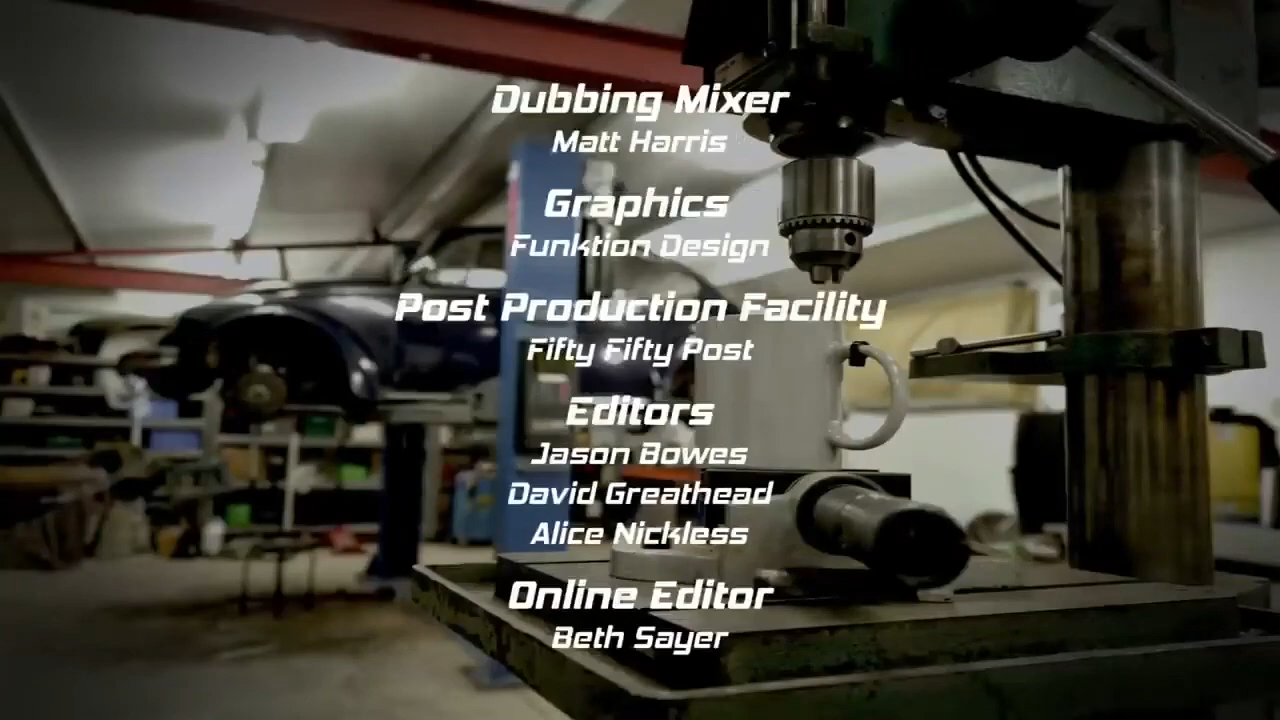 Dubbing Mixer
Matt Harris
Graphics
Funktion Design
Post Production Facility
Fifty Fifty Post
Editors
Jason Bowes
David Greathead
Alice Nickless
Online Editor
Beth Sayer